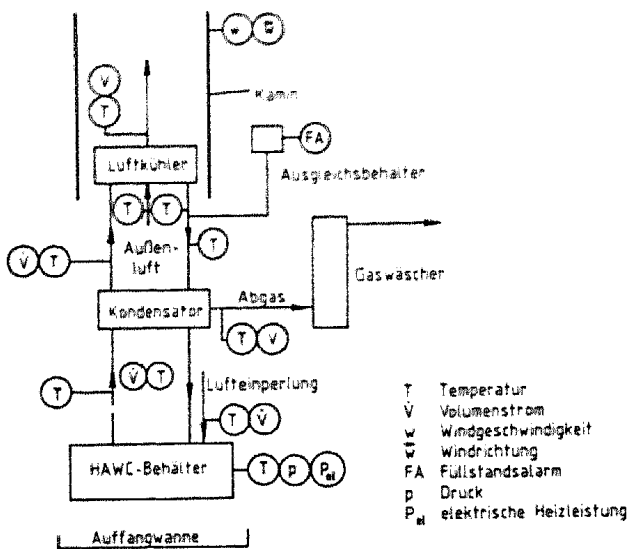 w w̄
V̇
T
Kamin
FA
Luftkühler
Ausgleichsbehälter
T T
T
Außen-
luft
V̇ T
Gaswäscher
Abgas
Kondensator
T V̇
V̇ T
T
Lufteinperlung
T V̇
HAWC-Behälter
T p Pel
Auffangwanne
T Temperatur
V̇ Volumenstrom
w Windgeschwindigkeit
w̄ Windrichtung
FA Füllstandsalarm
p Druck
Pel elektrische Heizleistung